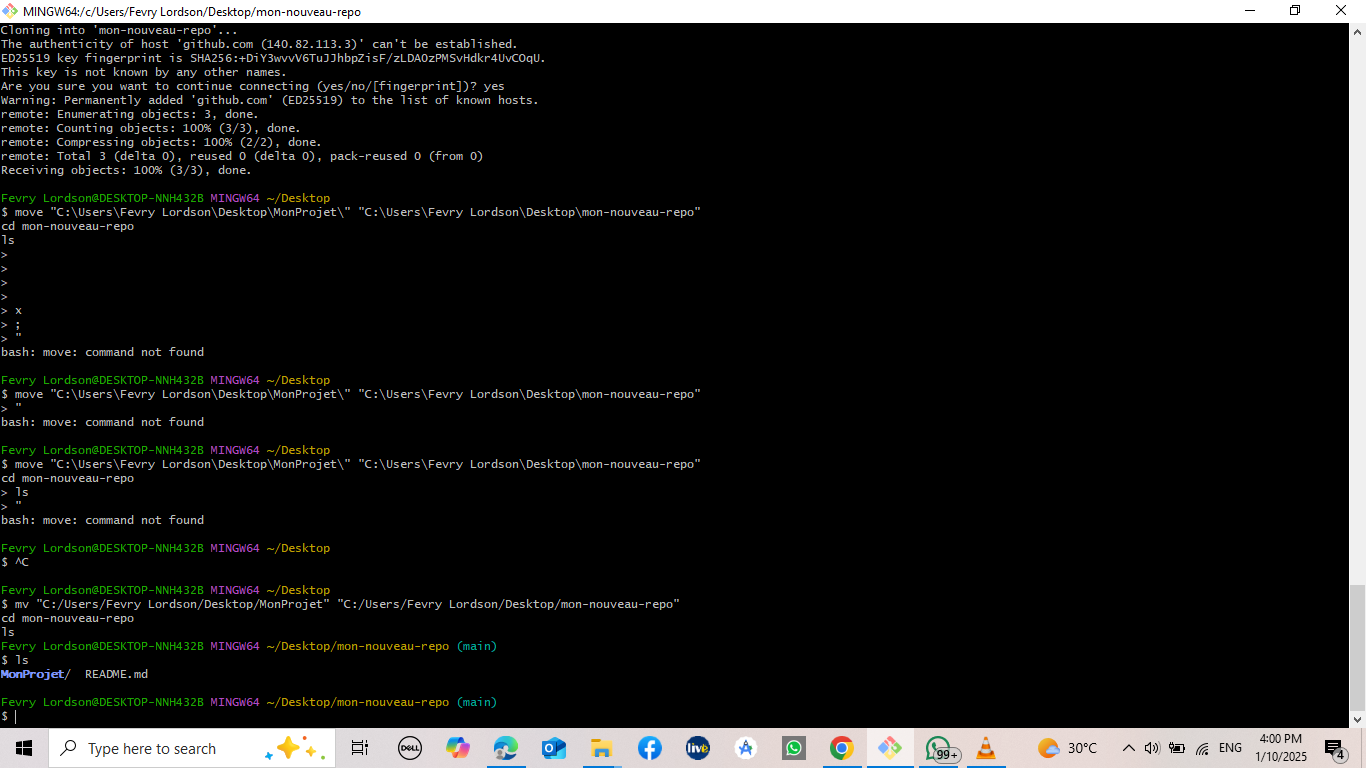 MINGW64:/c/Users/Fevry Lordson/Desktop/mon-nouveau-repo
Cloning into 'mon-nouveau-repo'...
The authenticity of host 'github.com (140.82.113.3)' can't be established.
ED25519 key fingerprint is SHA256:+DiY3wvvV6TuJJhbpZisF/zLDA0zPMSvHdkr4UvCOqU.
This key is not known by any other names.
Are you sure you want to continue connecting (yes/no/[fingerprint])? yes
Warning: Permanently added 'github.com' (ED25519) to the list of known hosts.
remote: Enumerating objects: 3, done.
remote: Counting objects: 100% (3/3), done.
remote: Compressing objects: 100% (2/2), done.
remote: Total 3 (delta 0), reused 0 (delta 0), pack-reused 0 (from 0)
Receiving objects: 100% (3/3), done.
Fevry Lordson@DESKTOP-NNH432B MINGW64 ~/Desktop
$ move "C:\Users\Fevry Lordson\Desktop\MonProjet\" "C:\Users\Fevry Lordson\Desktop\mon-nouveau-repo"
cd mon-nouveau-repo
ls
>
>
>
>
> x
> ;
> "
bash: move: command not found
Fevry Lordson@DESKTOP-NNH432B MINGW64 ~/Desktop
$ move "C:\Users\Fevry Lordson\Desktop\MonProjet\" "C:\Users\Fevry Lordson\Desktop\mon-nouveau-repo"
> "
bash: move: command not found
Fevry Lordson@DESKTOP-NNH432B MINGW64 ~/Desktop
$ move "C:\Users\Fevry Lordson\Desktop\MonProjet\" "C:\Users\Fevry Lordson\Desktop\mon-nouveau-repo"
cd mon-nouveau-repo
> ls
> "
bash: move: command not found
Fevry Lordson@DESKTOP-NNH432B MINGW64 ~/Desktop
$ ^C
Fevry Lordson@DESKTOP-NNH432B MINGW64 ~/Desktop
$ mv "C:/Users/Fevry Lordson/Desktop/MonProjet" "C:/Users/Fevry Lordson/Desktop/mon-nouveau-repo"
cd mon-nouveau-repo
ls
Fevry Lordson@DESKTOP-NNH432B MINGW64 ~/Desktop/mon-nouveau-repo (main)
$ ls
MonProjet/  README.md
Fevry Lordson@DESKTOP-NNH432B MINGW64 ~/Desktop/mon-nouveau-repo (main)
$
Type here to search
DELL
live
99+
30°C
ENG
4:00 PM
1/10/2025
4